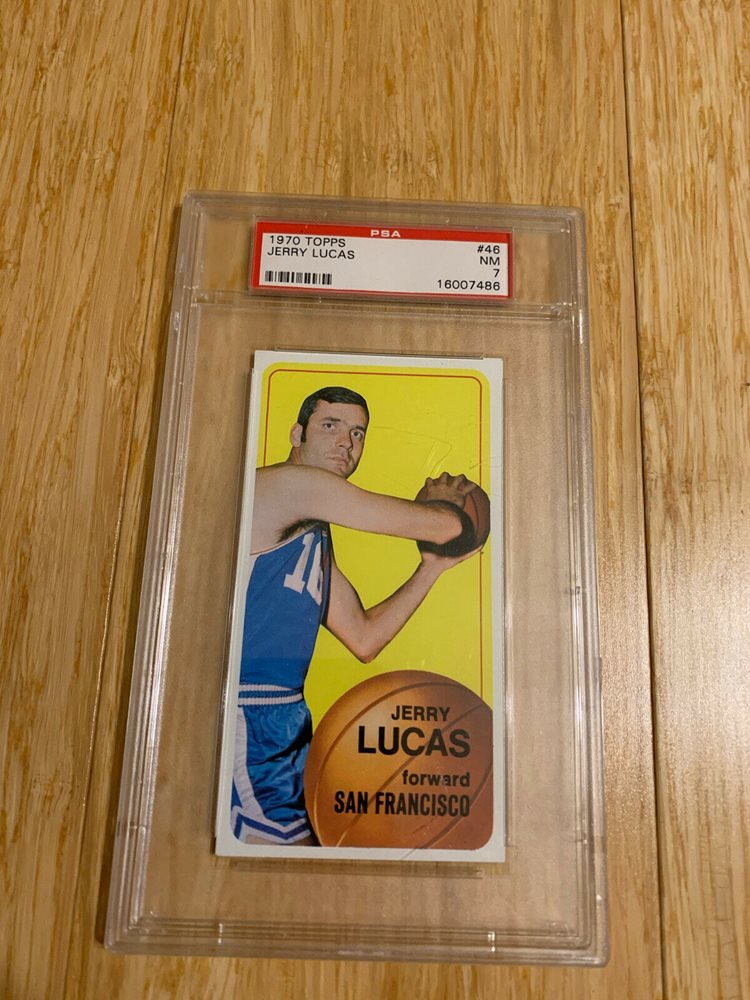 PSA
1970 TOPPS #46
JERRY LUCAS NM
7
16007486
16
JERRY
LUCAS
forward
SAN FRANCISCO